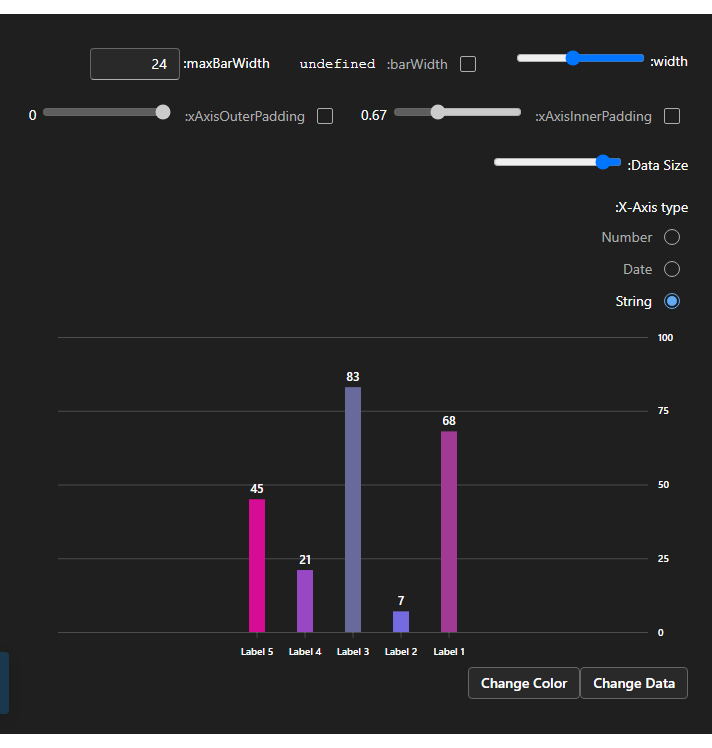 :width
:barWidth undefined
:maxBarWidth 24
:xAxisInnerPadding 0.67
:xAxisOuterPadding 0
:Data Size
:X-Axis type
Number
Date
String
100
75
50
25
0
83
68
45
21
7
Label 5 Label 4 Label 3 Label 2 Label 1
Change Color Change Data